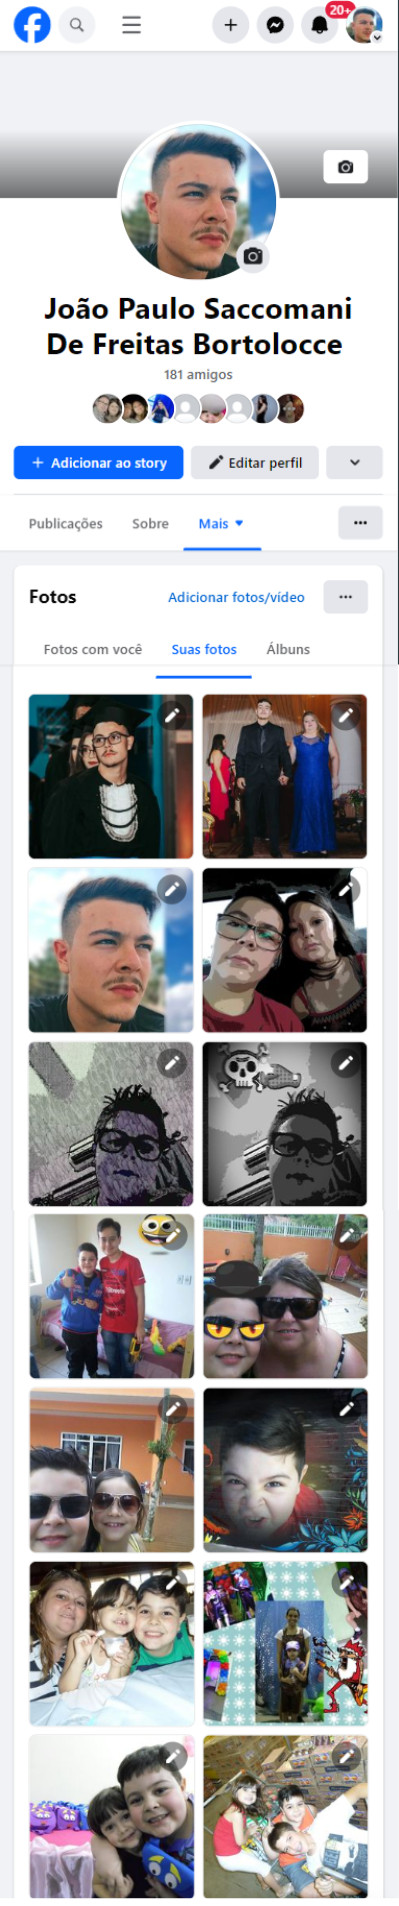 20+
João Paulo Saccomani
De Freitas Bortolocce
181 amigos
+ Adicionar ao story
Editar perfil
Publicações
Sobre
Mais
Fotos
Adicionar fotos/vídeo
Fotos com você
Suas fotos
Álbuns